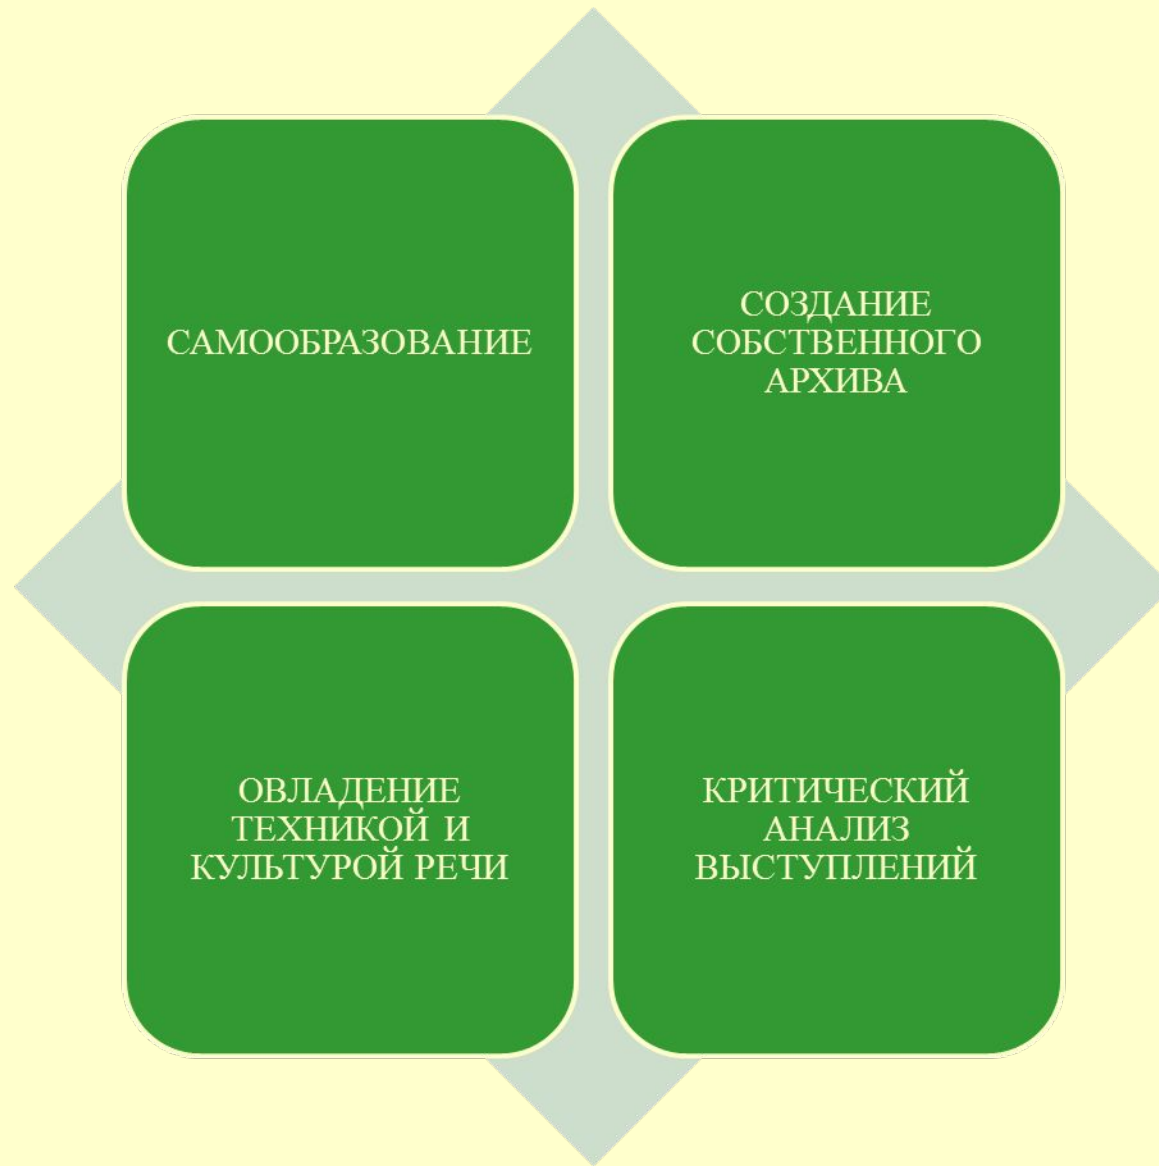 САМООБРАЗОВАНИЕ
СОЗДАНИЕ
СОБСТВЕННОГО
АРХИВА
ОВЛАДЕНИЕ
ТЕХНИКОЙ И
КУЛЬТУРОЙ РЕЧИ
КРИТИЧЕСКИЙ
АНАЛИЗ
ВЫСТУПЛЕНИЙ